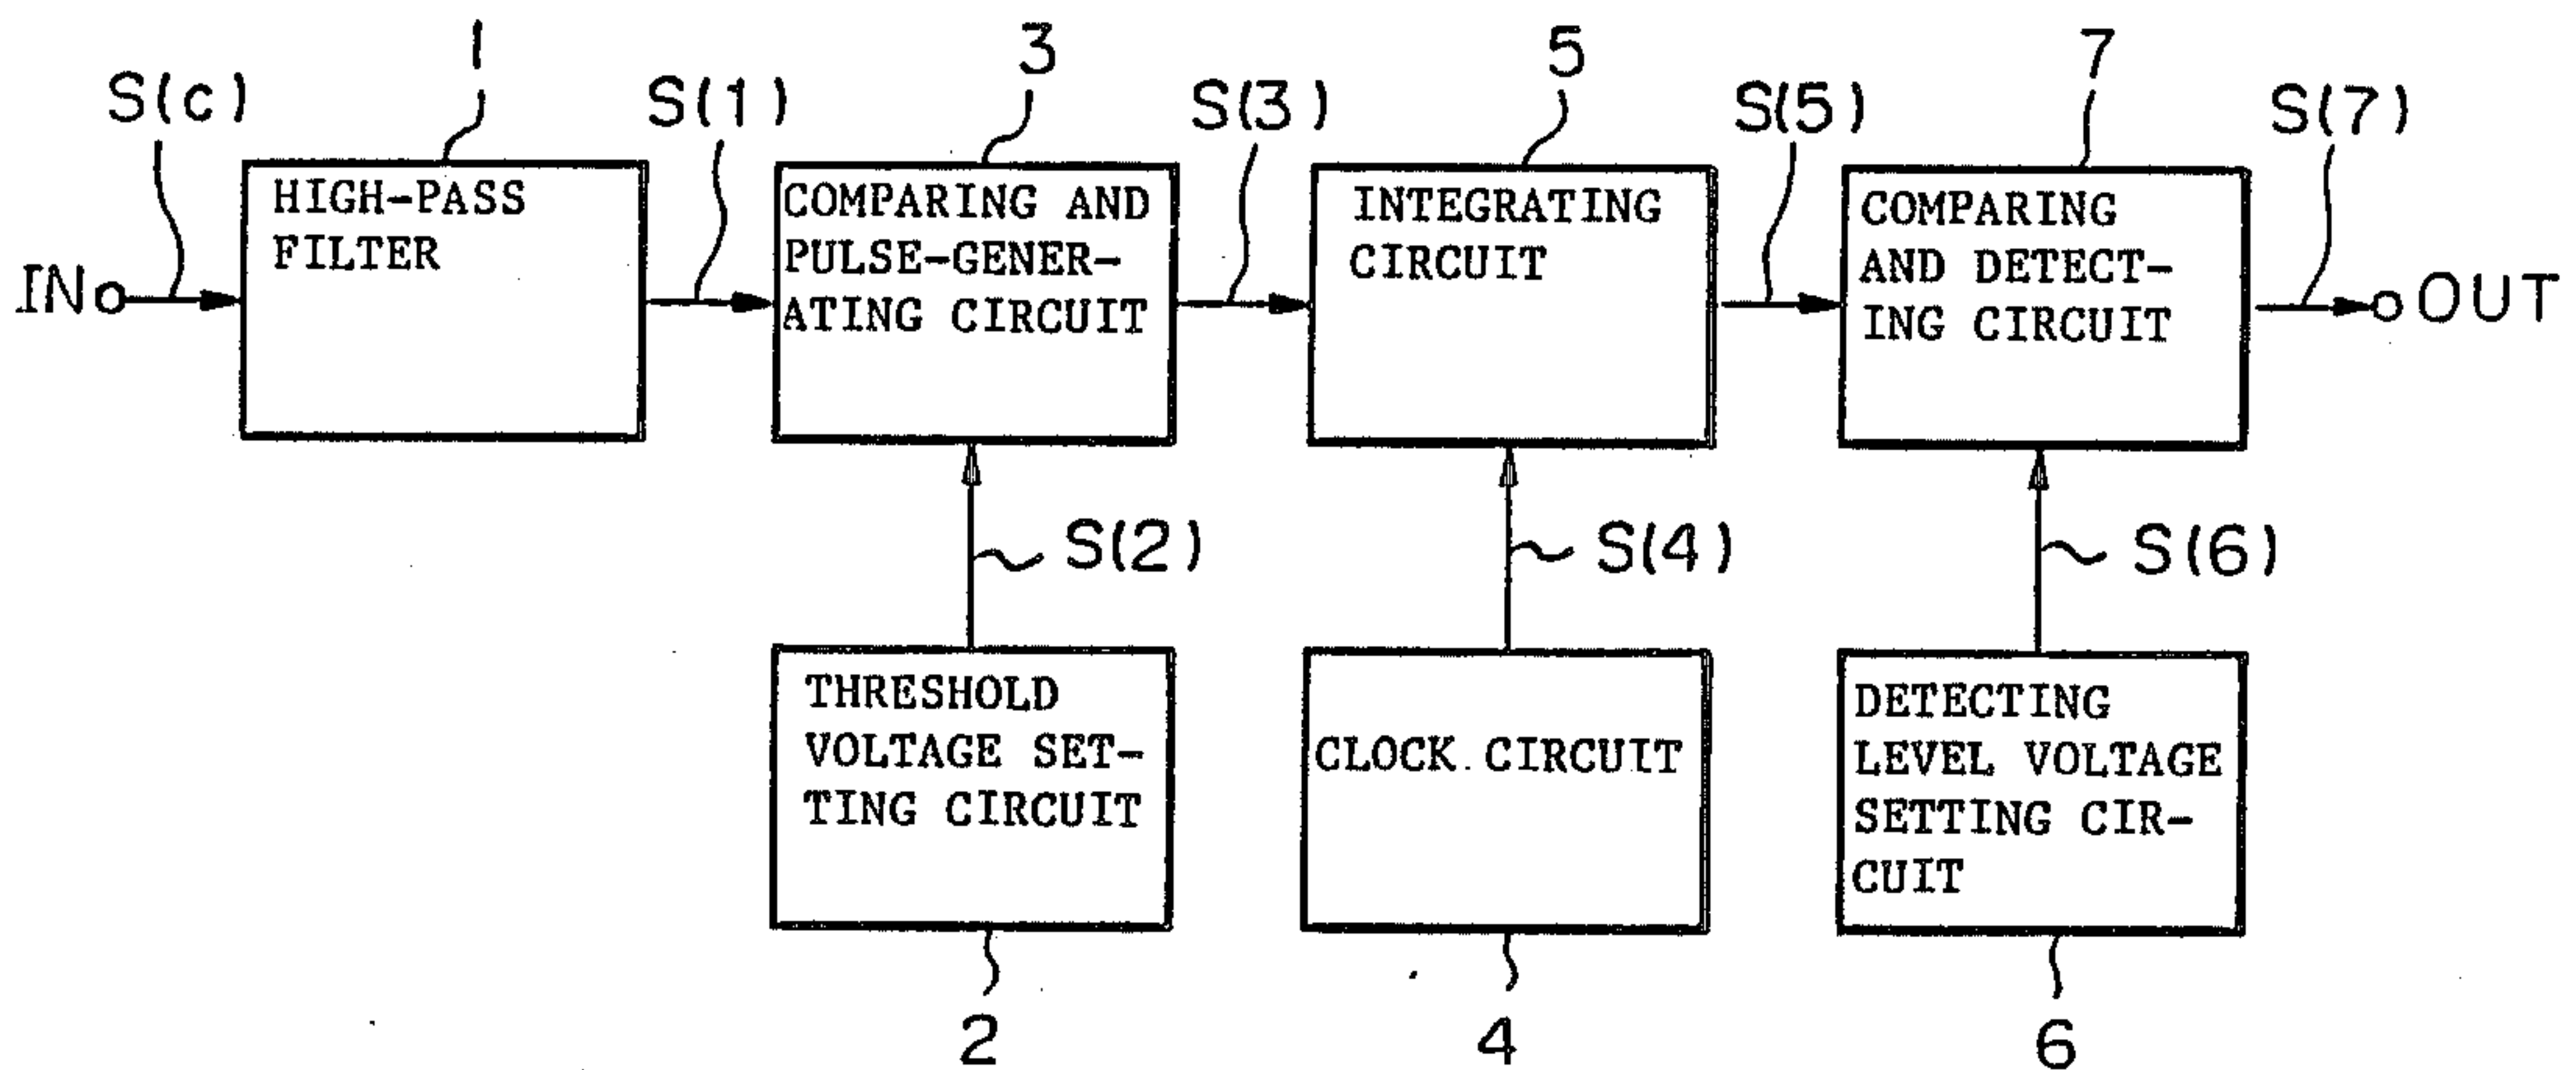 1
3
5
7
S(c)
S(1)
S(3)
S(5)
S(7)
IN
HIGH-PASS
FILTER
COMPARING AND
PULSE-GENER-
ATING CIRCUIT
INTEGRATING
CIRCUIT
COMPARING
AND DETECT-
ING CIRCUIT
OUT
S(2)
S(4)
S(6)
THRESHOLD
VOLTAGE SET-
TING CIRCUIT
CLOCK CIRCUIT
DETECTING
LEVEL VOLTAGE
SETTING CIR-
CUIT
2
4
6